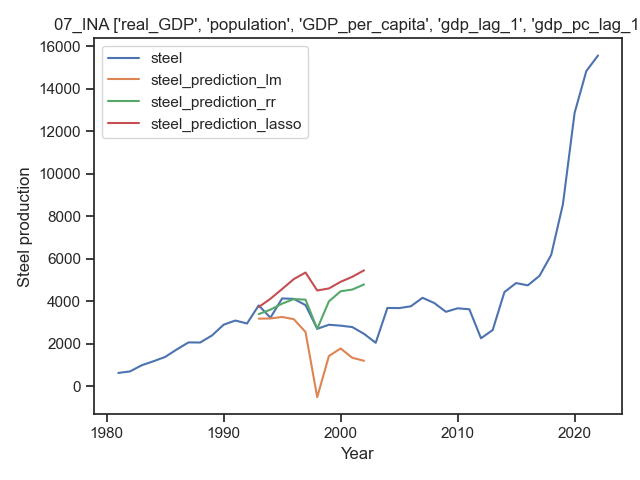 07_INA ['real_GDP', 'population', 'GDP_per_capita', 'gdp_lag_1', 'gdp_pc_lag_1
16000
14000
12000
10000
8000
6000
4000
2000
0
Steel production
steel
steel_prediction_lm
steel_prediction_rr
steel_prediction_lasso
1980 1990 2000 2010 2020
Year